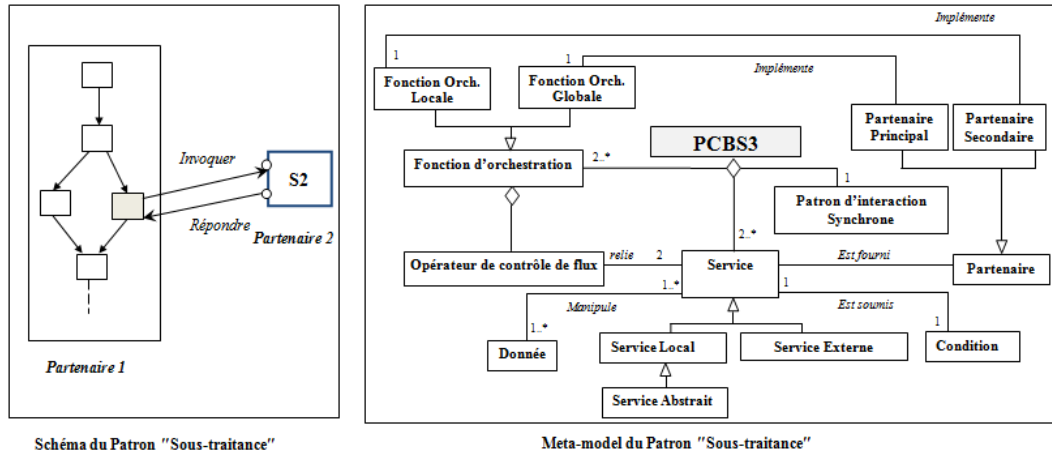 Invoquer
S2
Répondre
Partenaire 2
Partenaire 1
Schéma du Patron "Sous-traitance"
Implémente
1
1
Implémente
Fonction Orch.
Locale
Fonction Orch.
Globale
Partenaire
Principal
Partenaire
Secondaire
PCBS3
Fonction d'orchestration
2..*
1
Patron d'interaction
Synchrone
2..*
Opérateur de contrôle de flux
relie
2
Service
Est fourni
Partenaire
1..*
1
Manipule
Est soumis
1..*
1
Donnée
Service Local
Service Externe
Condition
Service Abstrait
Meta-model du Patron "Sous-traitance"